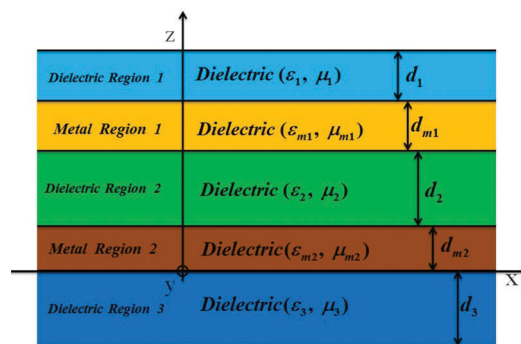 z
Dielectric Region 1 Dielectric(ε₁, μ₁) d₁
Metal Region 1 Dielectric(εₘ₁, μₘ₁) dₘ₁
Dielectric Region 2 Dielectric(ε₂, μ₂) d₂
Metal Region 2 Dielectric(εₘ₂, μₘ₂) dₘ₂
y x
Dielectric Region 3 Dielectric(ε₃, μ₃) d₃